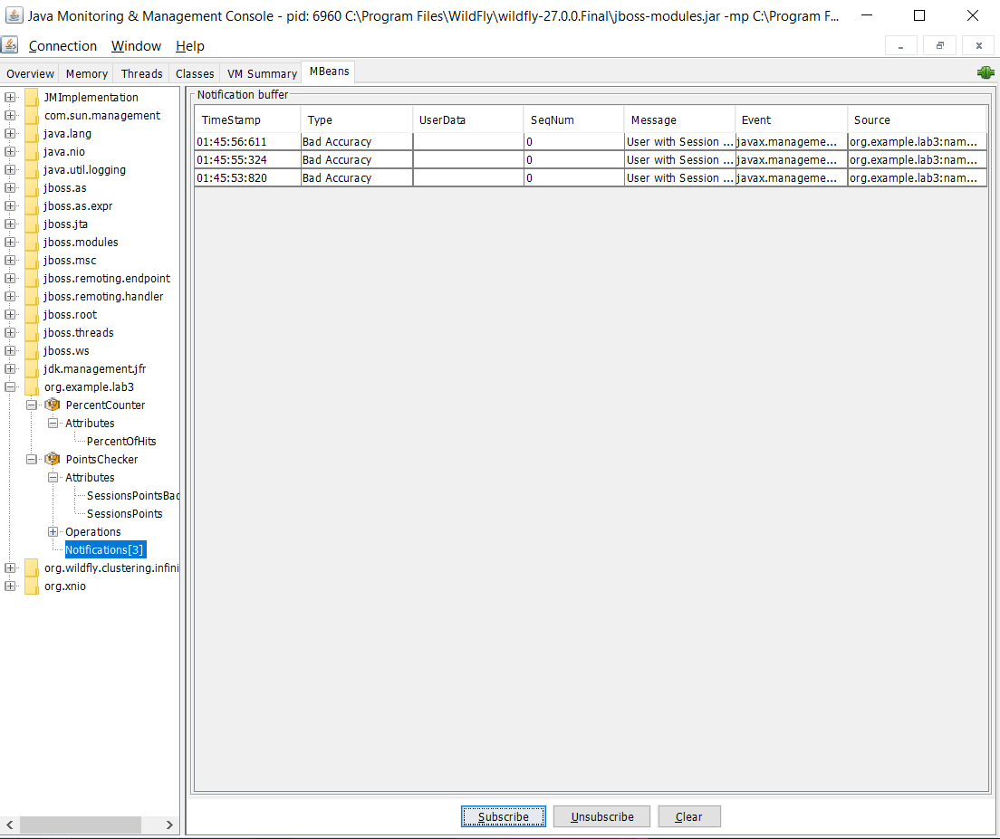 Java Monitoring & Management Console - pid: 6960 C:\Program Files\WildFly\wildfly-27.0.0.Final\jboss-modules.jar -mp C:\Program F...
Connection Window Help
Overview Memory Threads Classes VM Summary MBeans
JMImplementation
com.sun.management
java.lang
java.nio
java.util.logging
jboss.as
jboss.as.expr
jboss.jta
jboss.modules
jboss.msc
jboss.remoting.endpoint
jboss.remoting.handler
jboss.root
jboss.threads
jboss.ws
jdk.management.jfr
org.example.lab3
PercentCounter
Attributes
PercentOfHits
PointsChecker
Attributes
SessionsPointsBad
SessionsPoints
Operations
Notifications[3]
org.wildfly.clustering.infini
org.xnio
Notification buffer
TimeStamp Type UserData SeqNum Message Event Source
01:45:56:611 Bad Accuracy 0 User with Session ... javax.manageme... org.example.lab3:nam...
01:45:55:324 Bad Accuracy 0 User with Session ... javax.manageme... org.example.lab3:nam...
01:45:53:820 Bad Accuracy 0 User with Session ... javax.manageme... org.example.lab3:nam...
Subscribe Unsubscribe Clear